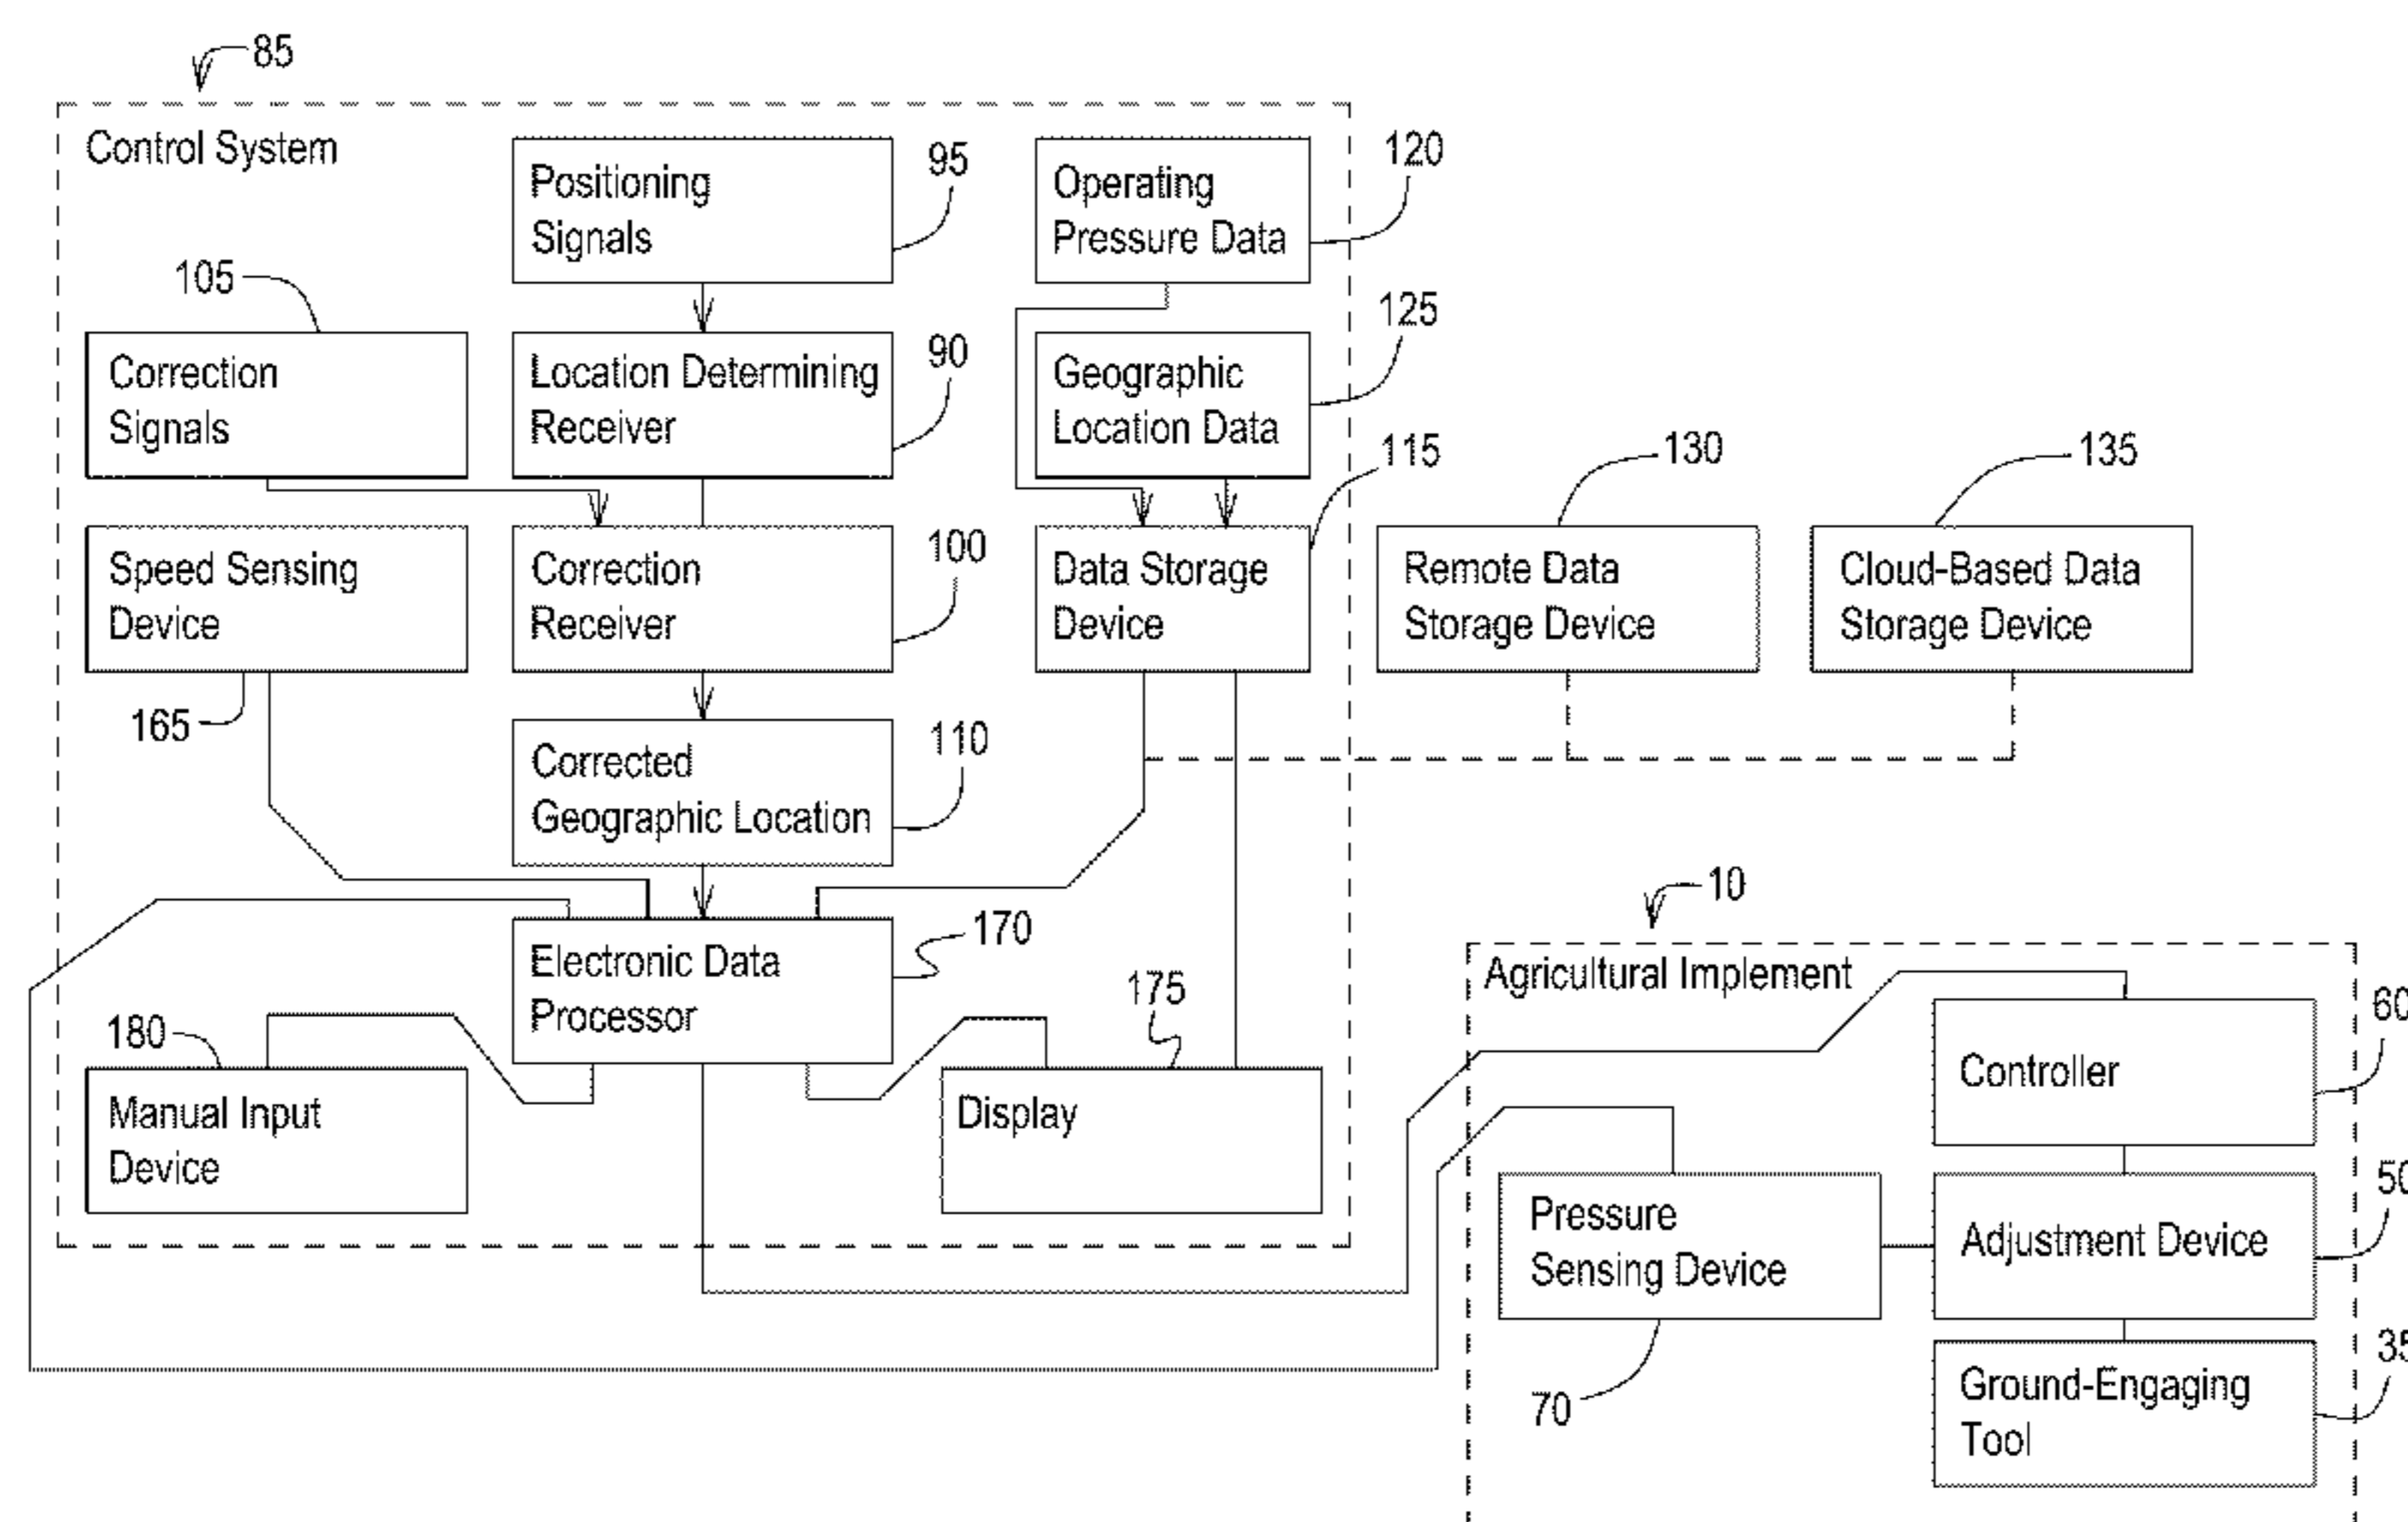 85
Control System
Positioning
Signals
95
Operating
Pressure Data
120
105
Correction
Signals
Location Determining
Receiver
90
Geographic
Location Data
125
115
130
135
Speed Sensing
Device
165
Correction
Receiver
100
Data Storage
Device
Remote Data
Storage Device
Cloud-Based Data
Storage Device
Corrected
Geographic Location
110
10
Electronic Data
Processor
170
175
180
Manual Input
Device
Display
Agricultural Implement
Controller
60
Pressure
Sensing Device
70
Adjustment Device
50
Ground-Engaging
Tool
35